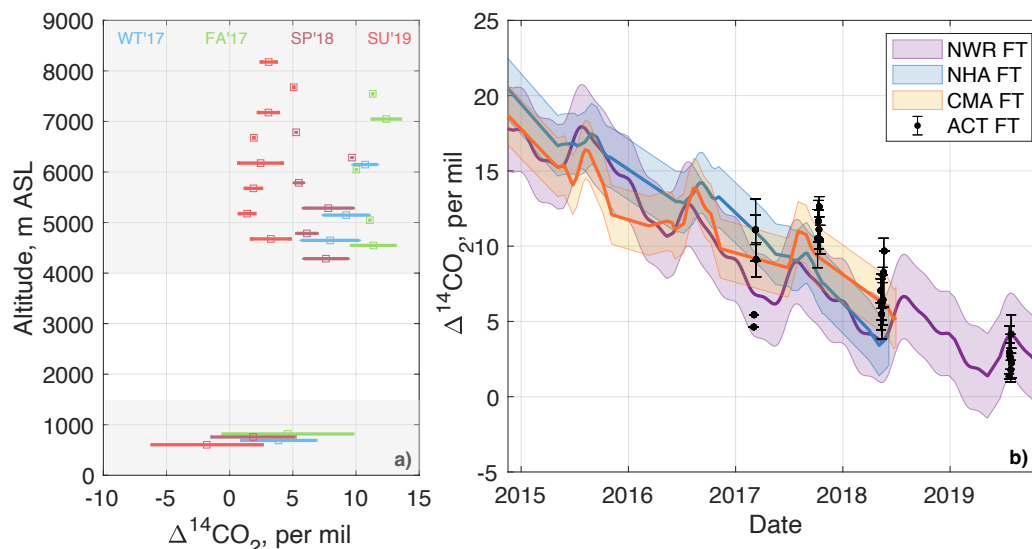 WT'17 FA'17 SP'18 SU'19
9000
8000
7000
6000
5000
4000
3000
2000
1000
0
-10 -5 0 5 10 15
Altitude, m ASL
Δ¹⁴CO₂, per mil
a)
25
20
15
10
5
0
-5
2015 2016 2017 2018 2019
Δ¹⁴CO₂, per mil
Date
NWR FT
NHA FT
CMA FT
ACT FT
b)